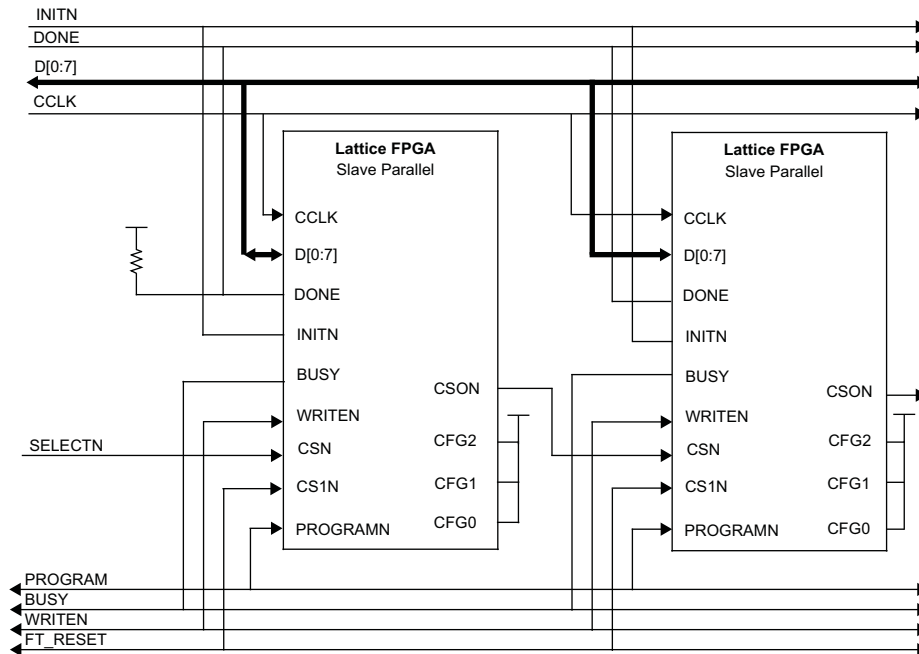 INITN
DONE
D[0:7]
CCLK
Lattice FPGA
Slave Parallel
CCLK
D[0:7]
DONE
INITN
BUSY
WRITEN
CSN
CS1N
PROGRAMN
CSON
CFG2
CFG1
CFG0
Lattice FPGA
Slave Parallel
CCLK
D[0:7]
DONE
INITN
BUSY
WRITEN
CSN
CS1N
PROGRAMN
CSON
CFG2
CFG1
CFG0
SELECTN
PROGRAM
BUSY
WRITEN
FT_RESET